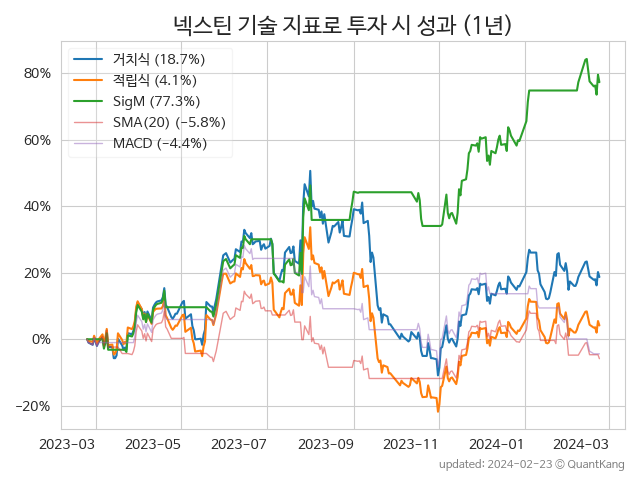 넥스틴 기술 지표로 투자 시 성과 (1년)
거치식 (18.7%)
적립식 (4.1%)
SigM (77.3%)
SMA(20) (−5.8%)
MACD (−4.4%)
80%
60%
40%
20%
0%
−20%
2023-03 2023-05 2023-07 2023-09 2023-11 2024-01 2024-03
updated: 2024-02-23 ⓒ QuantKang